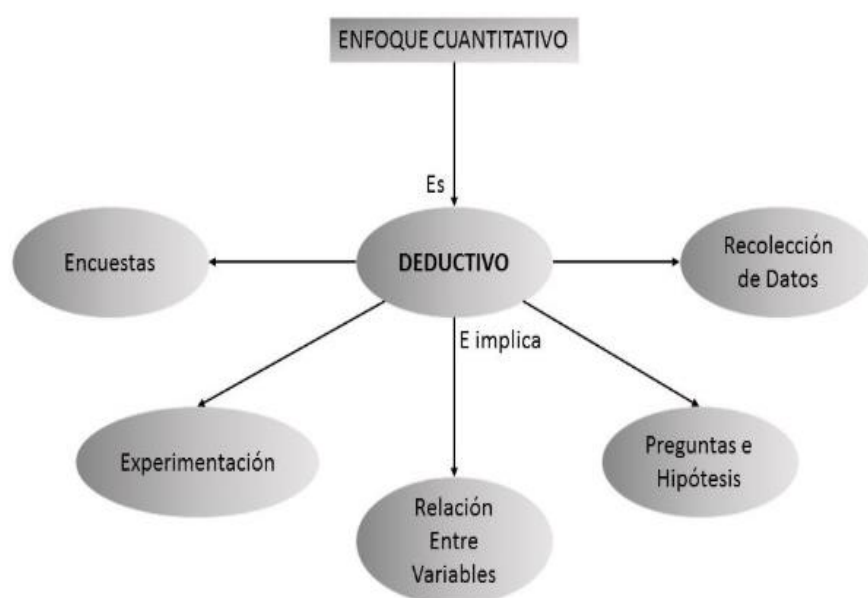 ENFOQUE CUANTITATIVO
Es
Encuestas
DEDUCTIVO
Recolección
de Datos
E implica
Experimentación
Preguntas e
Hipótesis
Relación
Entre
Variables